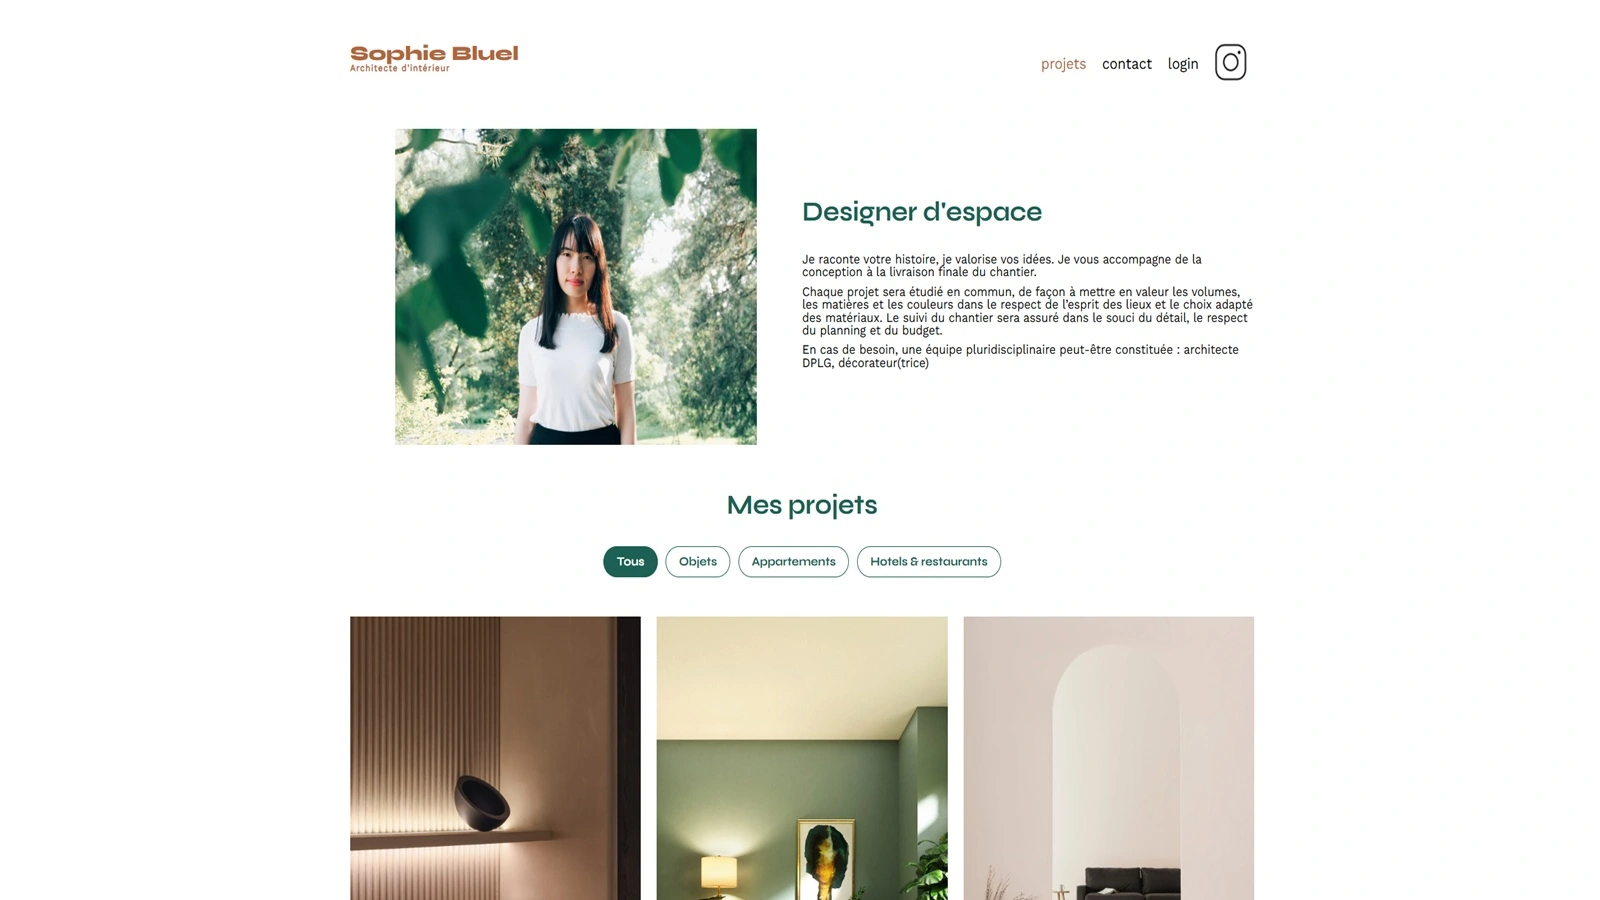 Sophie Bluel
Architecte d'intérieur
projets contact login
Designer d'espace
Je raconte votre histoire, je valorise vos idées. Je vous accompagne de la
conception à la livraison finale du chantier.
Chaque projet sera étudié en commun, de façon à mettre en valeur les volumes,
les matières et les couleurs dans le respect de l’esprit des lieux et le choix adapté
des matériaux. Le suivi du chantier sera assuré dans le souci du détail, le respect
du planning et du budget.
En cas de besoin, une équipe pluridisciplinaire peut-être constituée : architecte
DPLG, décorateur(trice)
Mes projets
Tous Objets Appartements Hotels & restaurants